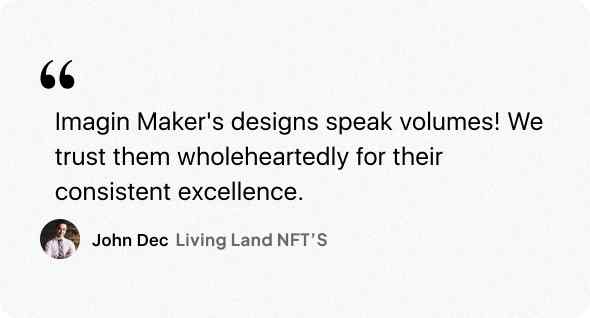 “
Imagin Maker's designs speak volumes! We
trust them wholeheartedly for their
consistent excellence.
John Dec Living Land NFT’S